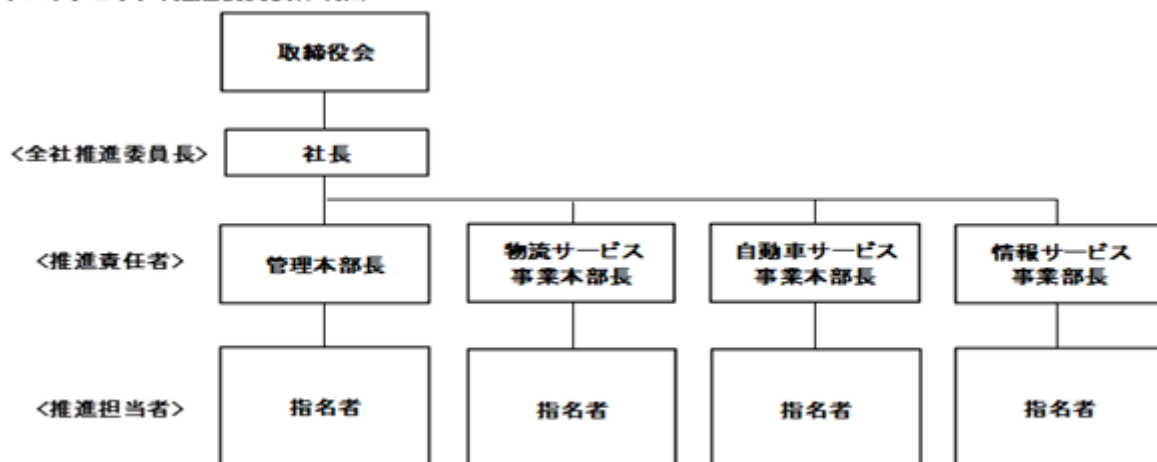 取締役会
<全社推進委員長>
社長
<推進責任者>
管理本部長
物流サービス
事業本部長
自動車サービス
事業本部長
情報サービス
事業部長
<推進担当者>
指名者
指名者
指名者
指名者